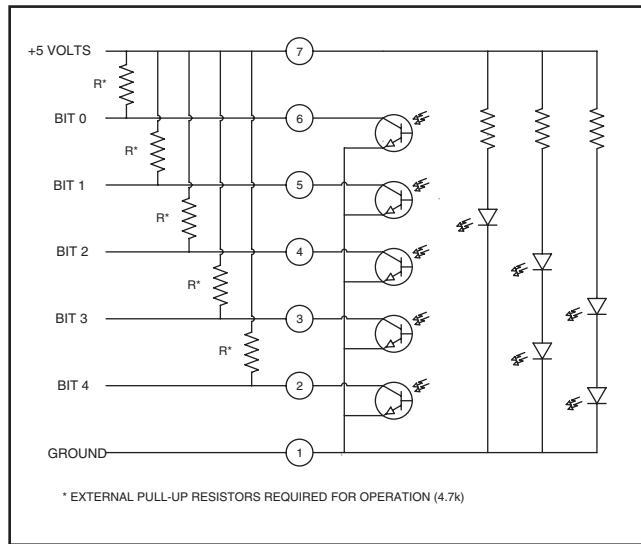 +5 VOLTS 7
R*
BIT 0 6
R*
BIT 1 5
R*
BIT 2 4
R*
BIT 3 3
R*
BIT 4 2
GROUND 1
* EXTERNAL PULL-UP RESISTORS REQUIRED FOR OPERATION (4.7k)